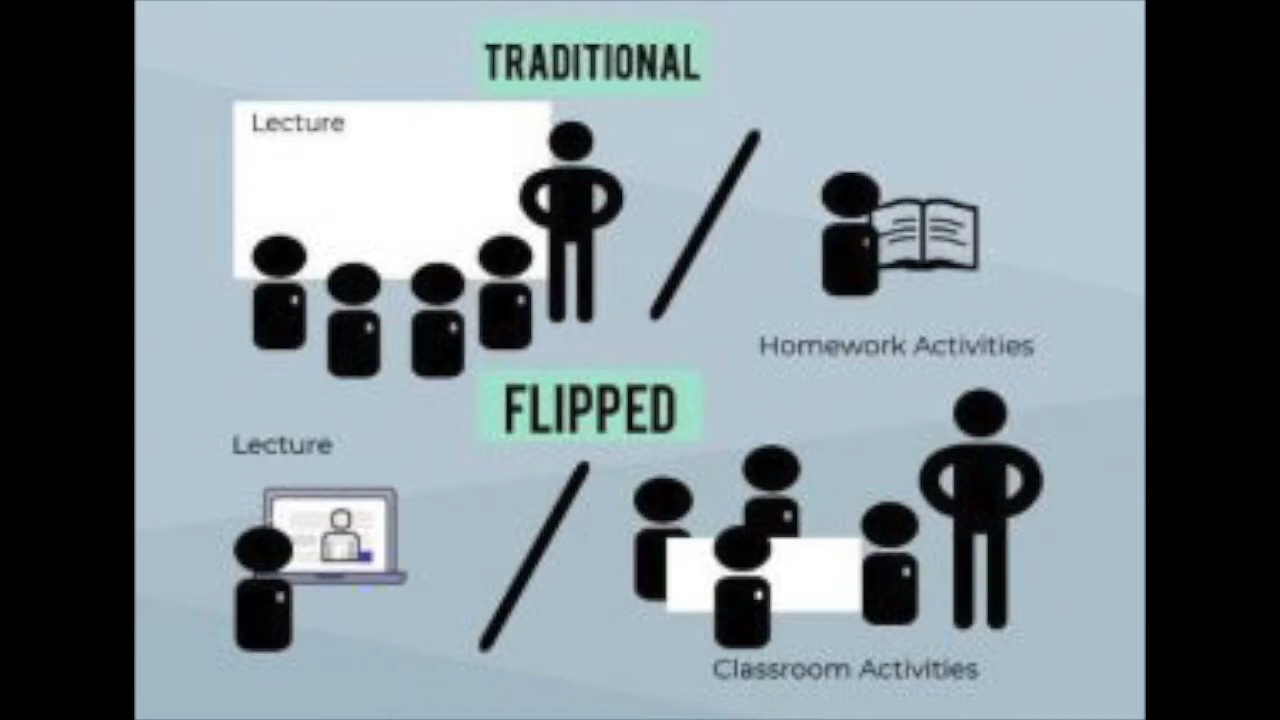 TRADITIONAL
Lecture
Homework Activities
FLIPPED
Lecture
Classroom Activities